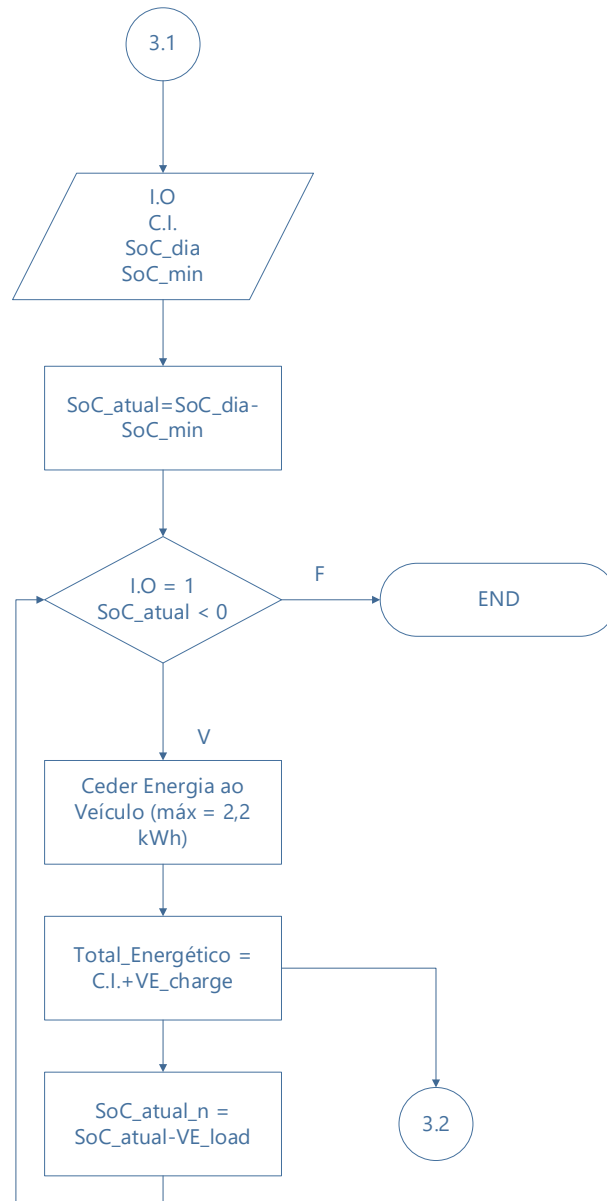 3.1
I.O
C.I.
SoC_dia
SoC_min
SoC_atual=SoC_dia-
SoC_min
I.O = 1
SoC_atual < 0
F
END
V
Ceder Energia ao
Veículo (máx = 2,2
kWh)
Total_Energético =
C.I.+VE_charge
SoC_atual_n =
SoC_atual-VE_load
3.2